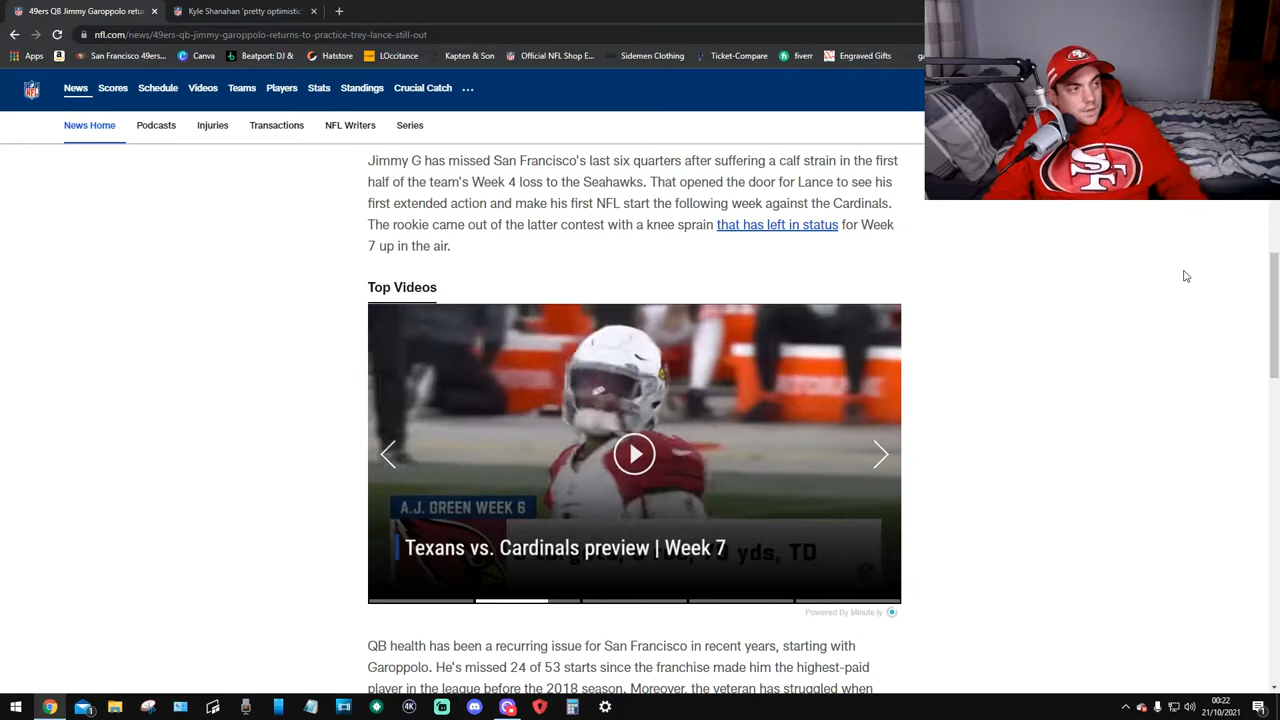 49ers QB Jimmy Garoppolo retu
Kyle Shanahan 'pretty optimistic'
nfl.com/news/49ers-qb-jimmy-garoppolo-returns-to-practice-trey-lance-still-out
Apps San Francisco 49ers... Canva Beatport: DJ & D... LOccitance Kapten & Son Official NFL Shop E... Sidemen Clothing Ticket-Compare fiverr Engraved Gifts
News Scores Schedule Videos Teams Players Stats Standings Crucial Catch ...
News Home Podcasts Injuries Transactions NFL Writers Series
Jimmy G has missed San Francisco's last six quarters after suffering a calf strain in the first
half of the team's Week 4 loss to the Seahawks. That opened the door for Lance to see his
first extended action and make his first NFL start the following week against the Cardinals.
The rookie came out of the latter contest with a knee sprain that has left in status for Week
7 up in the air.
Top Videos
A.J. GREEN WEEK 6
Texans vs. Cardinals preview | Week 7
yds, TD
Powered By Minute.ly
QB health has been a recurring issue for San Francisco in recent years, starting with
Garoppolo. He's missed 24 of 53 starts since the franchise made him the highest-paid
player in the league before the 2018 season. Moreover, the veteran has struggled when
SF
00:22
21/10/2021